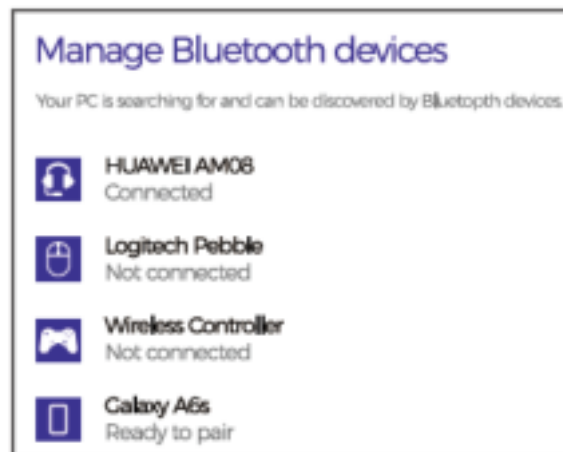 Manage Bluetooth devices
Your PC is searching for and can be discovered by Bluetopth devices.
HUAWEI AM08
Connected
Logitech Pebble
Not connected
Wireless Controller
Not connected
Galaxy A6s
Ready to pair